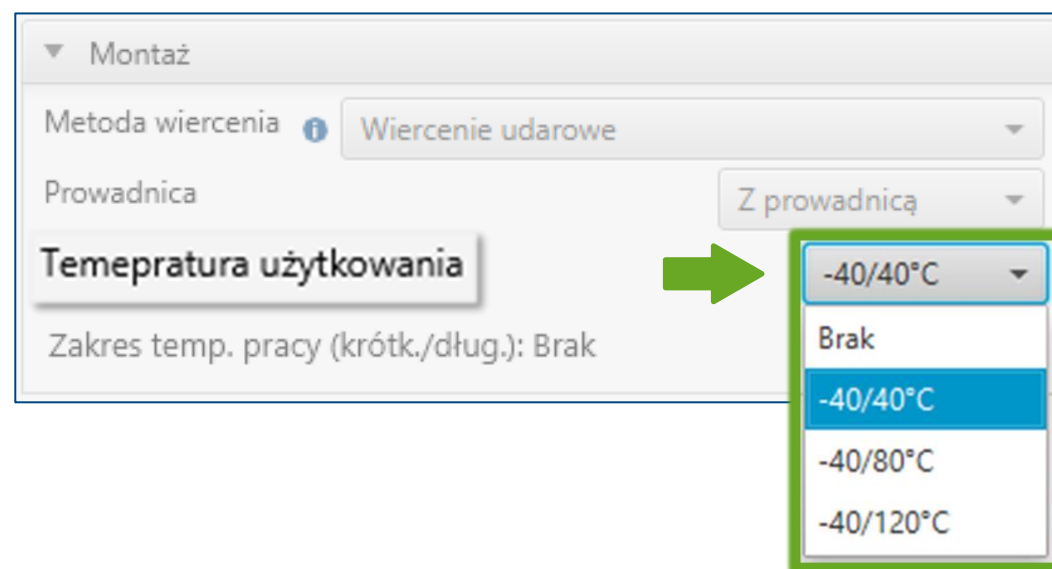 Montaż
Metoda wiercenia Wiercenie udarowe
Prowadnica Z prowadnicą
Temepratura użytkowania -40/40°C
Zakres temp. pracy (krótk./dług.): Brak
Brak
-40/40°C
-40/80°C
-40/120°C